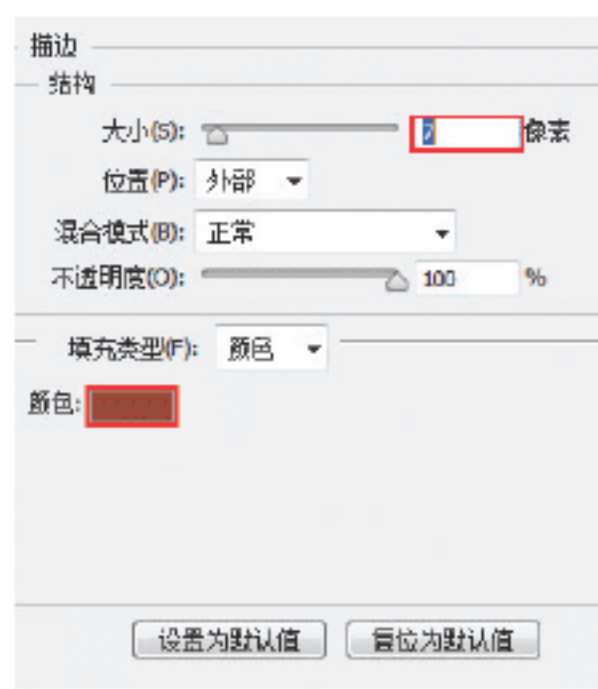 描边
结构
大小(S): 7 像素
位置(P): 外部
混合模式(B): 正常
不透明度(O): 100 %
填充类型(F): 颜色
颜色:
设置为默认值 复位为默认值